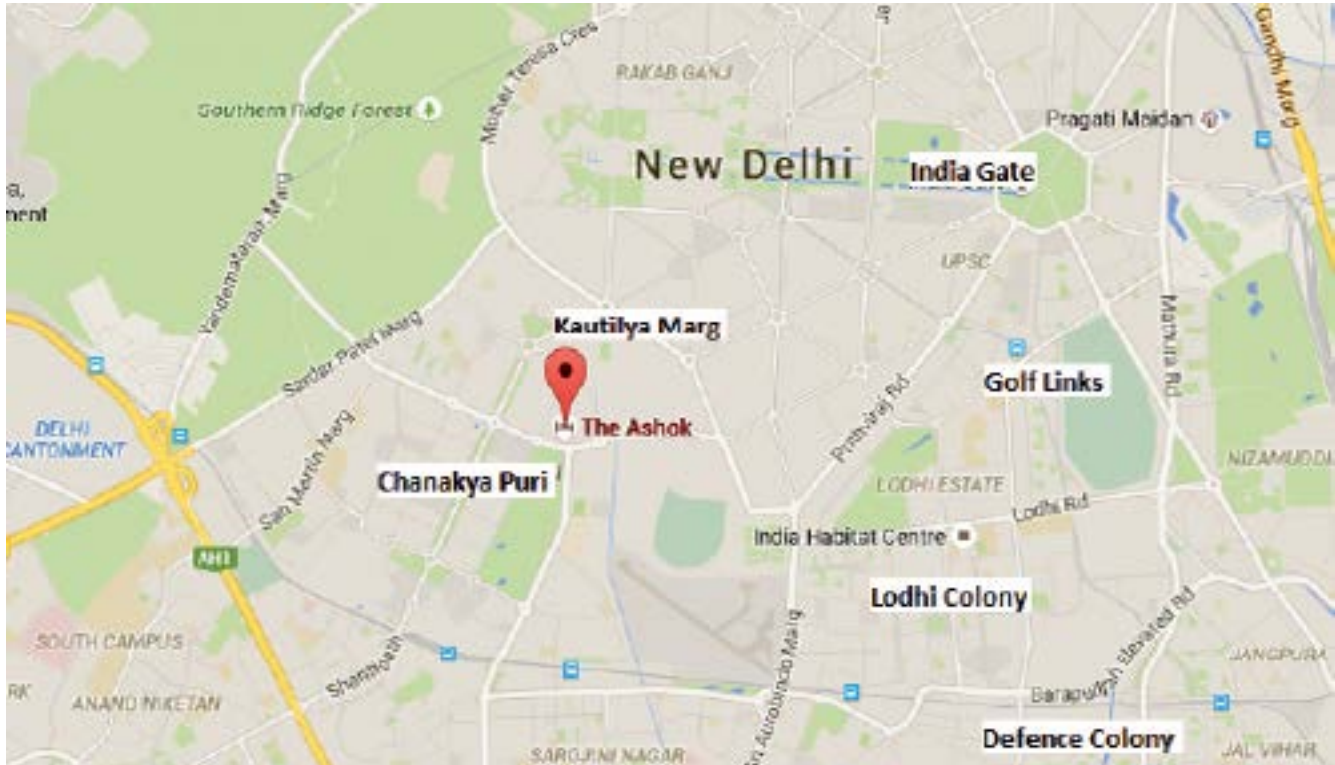 Gandhi Marg
Mother Teresa Cres
RAKAB GANJ
Southern Ridge Forest
Pragati Maidan
New Delhi
India Gate
a,
nent
Vandematram Marg
UPSC
Kautilya Marg
Sardar Patel Marg
Mathura Rd
Golf Links
Prithviraj Rd
The Ashok
DELHI
CANTONMENT
San Martin Marg
Chanakya Puri
LODHI ESTATE
NIZAMUDDI
Lodhi Rd
India Habitat Centre
AH1
Lodhi Colony
SOUTH CAMPUS
Shantipath
Sri Aurobindo Marg
Barapullah Elevated Rd
JANGPURA
RK
ANAND NIKETAN
Defence Colony
SAROJINI NAGAR
JAL VIHAR